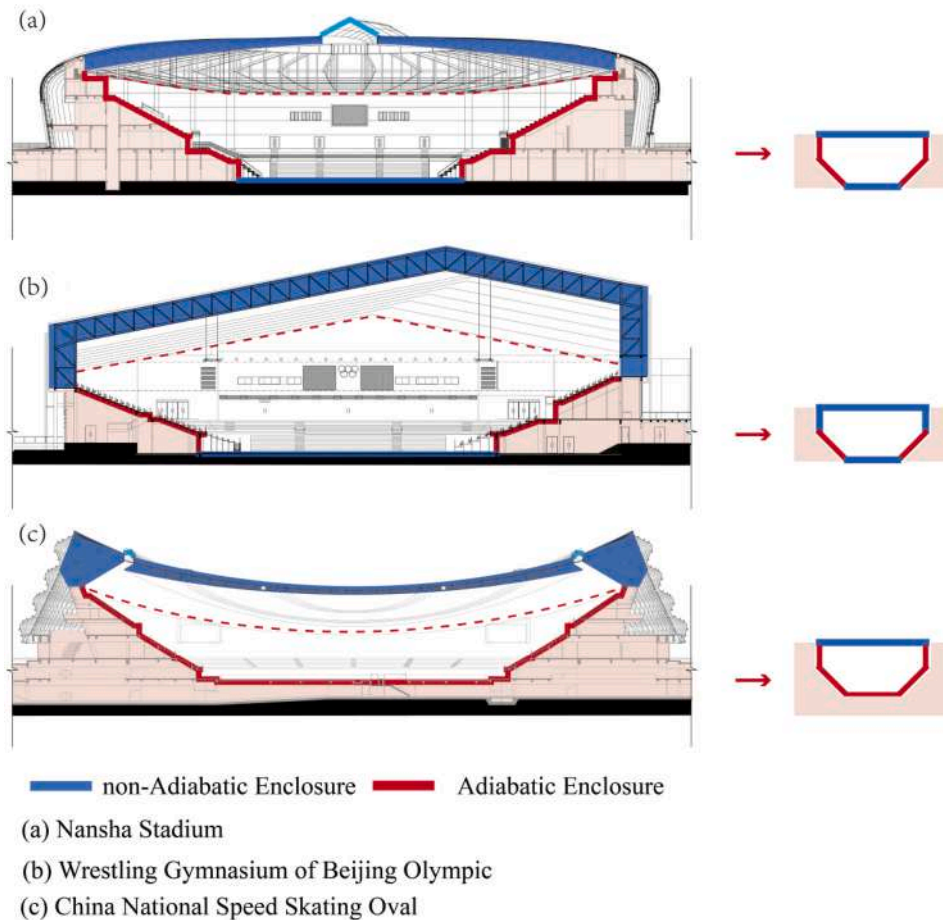 (a)
(b)
(c)
non-Adiabatic Enclosure Adiabatic Enclosure
(a) Nansha Stadium
(b) Wrestling Gymnasium of Beijing Olympic
(c) China National Speed Skating Oval